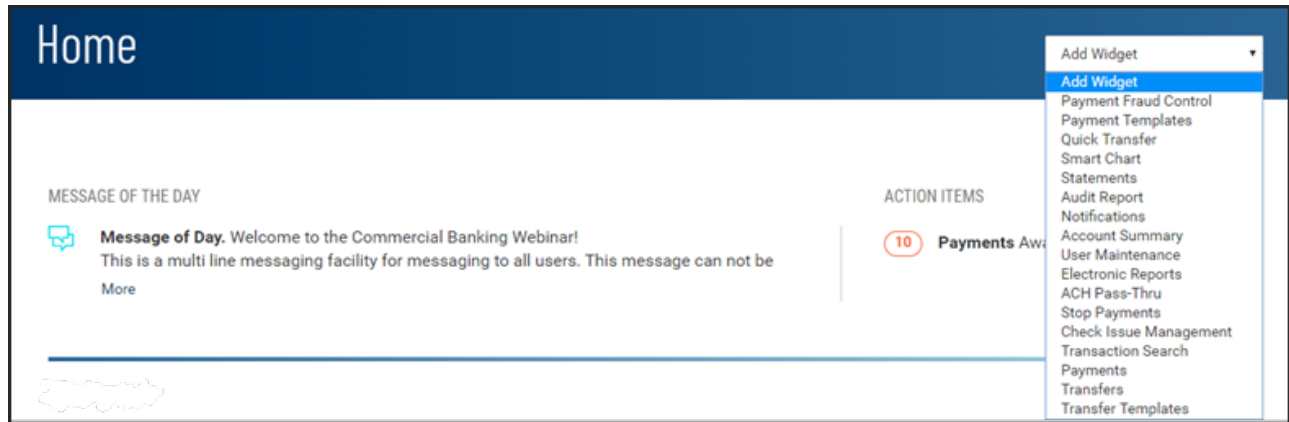 Home
Add Widget
Add Widget
Payment Fraud Control
Payment Templates
Quick Transfer
Smart Chart
Statements
Audit Report
Notifications
Account Summary
User Maintenance
Electronic Reports
ACH Pass-Thru
Stop Payments
Check Issue Management
Transaction Search
Payments
Transfers
Transfer Templates
MESSAGE OF THE DAY
Message of Day. Welcome to the Commercial Banking Webinar!
This is a multi line messaging facility for messaging to all users. This message can not be
More
ACTION ITEMS
10 Payments